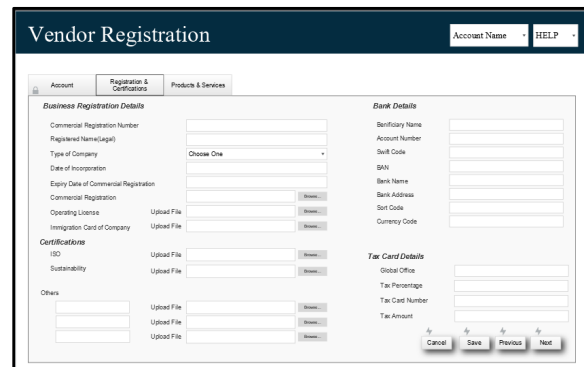 Vendor Registration
Account Name
HELP
Account
Registration &
Certifications
Products & Services
Business Registration Details
Commercial Registration Number
Registered Name(Legal)
Type of Company
Choose One
Date of Incorporation
Expiry Date of Commercial Registration
Commercial Registration
Browse...
Operating License
Upload File
Browse...
Immigration Card of Company
Upload File
Browse...
Certifications
ISO
Upload File
Browse...
Sustainability
Upload File
Browse...
Others
Upload File
Browse...
Upload File
Browse...
Upload File
Browse...
Bank Details
Benificiary Name
Account Number
Swift Code
BAN
Bank Name
Bank Address
Sort Code
Currency Code
Tax Card Details
Global Office
Tax Percentage
Tax Card Number
Tax Amount
Cancel
Save
Previous
Next